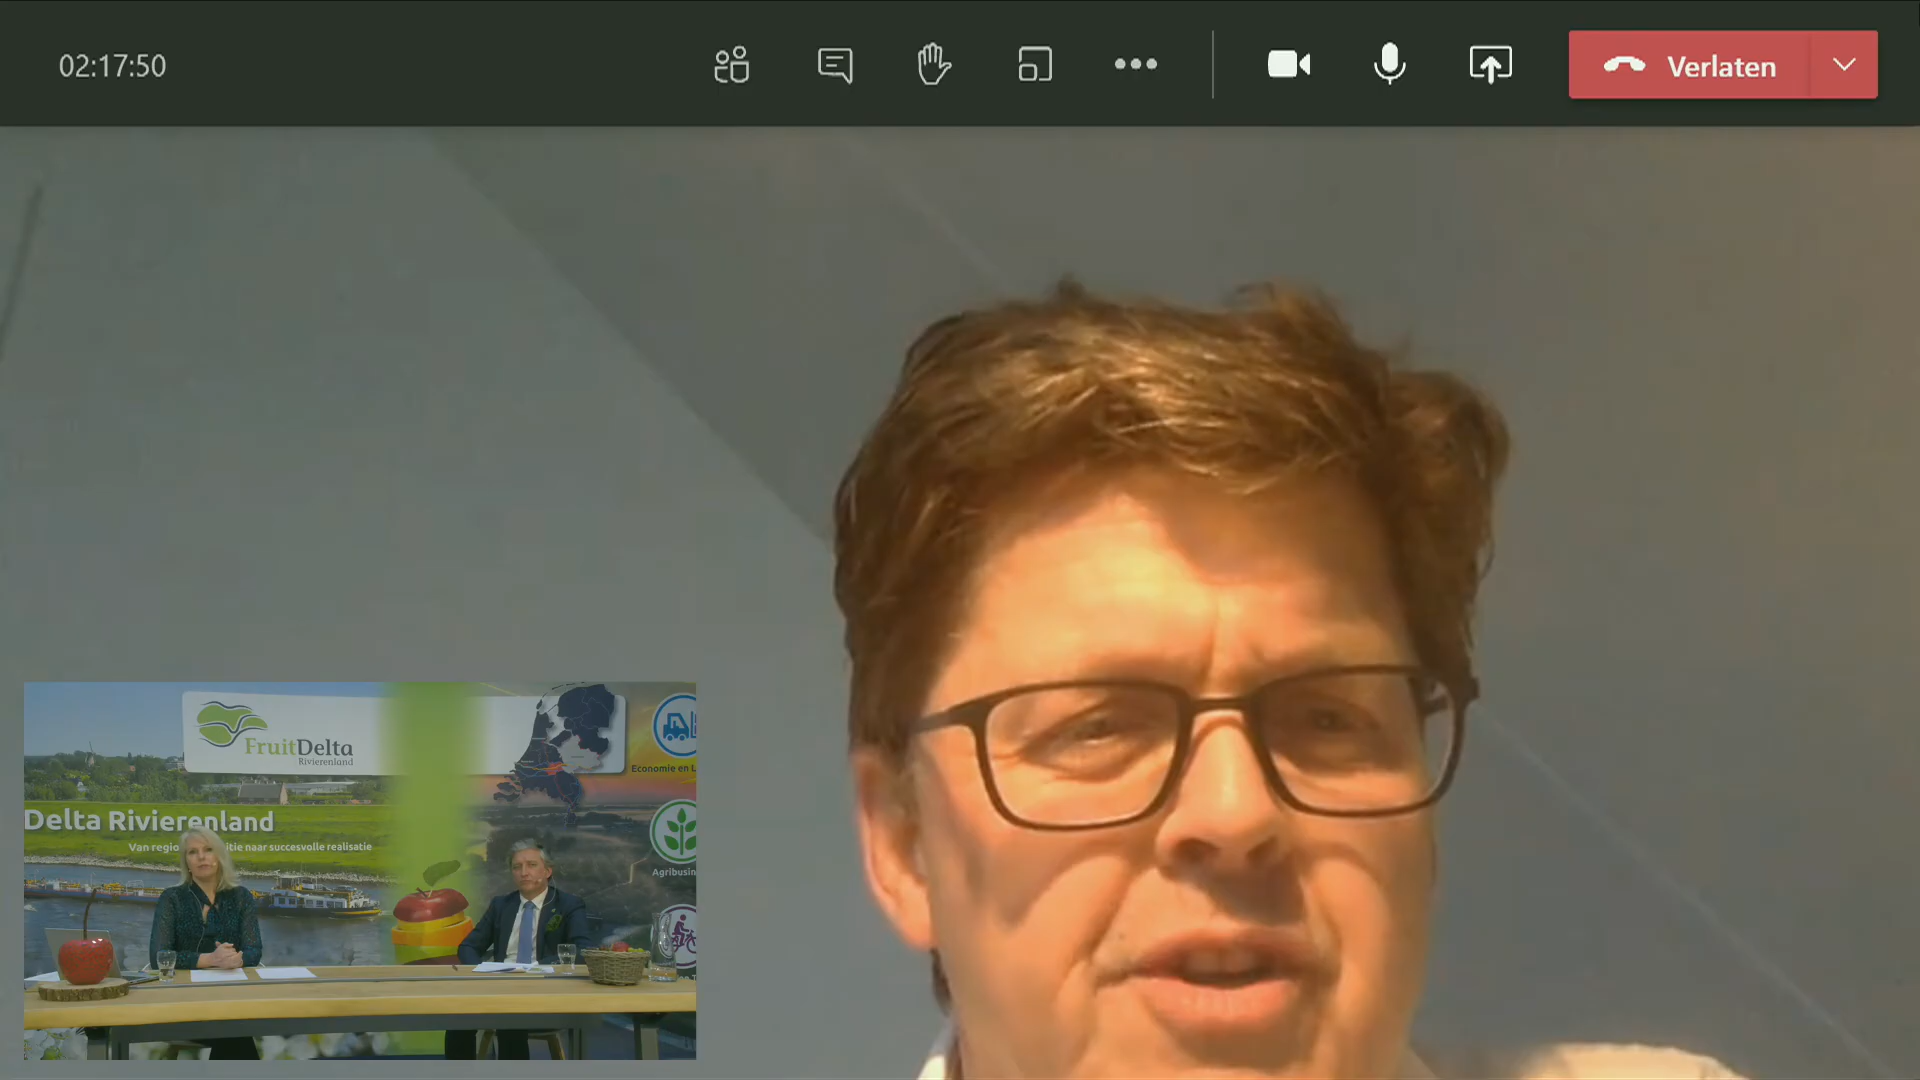 02:17:50
Verlaten
FruitDelta
Rivierenland
Economie en L
Delta Rivierenland
Van regio
itie naar succesvolle realisatie
Agribusin